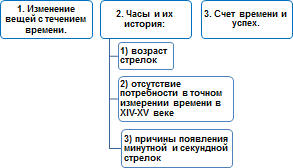 1. Изменение
вещей с течением
времени.
2. Часы и их
история:
3. Счет времени и
успех.
1) возраст
стрелок
2) отсутствие
потребности в точном
измерении времени в
XIV-XV веке
3) причины появления
минутной и секундной
стрелок